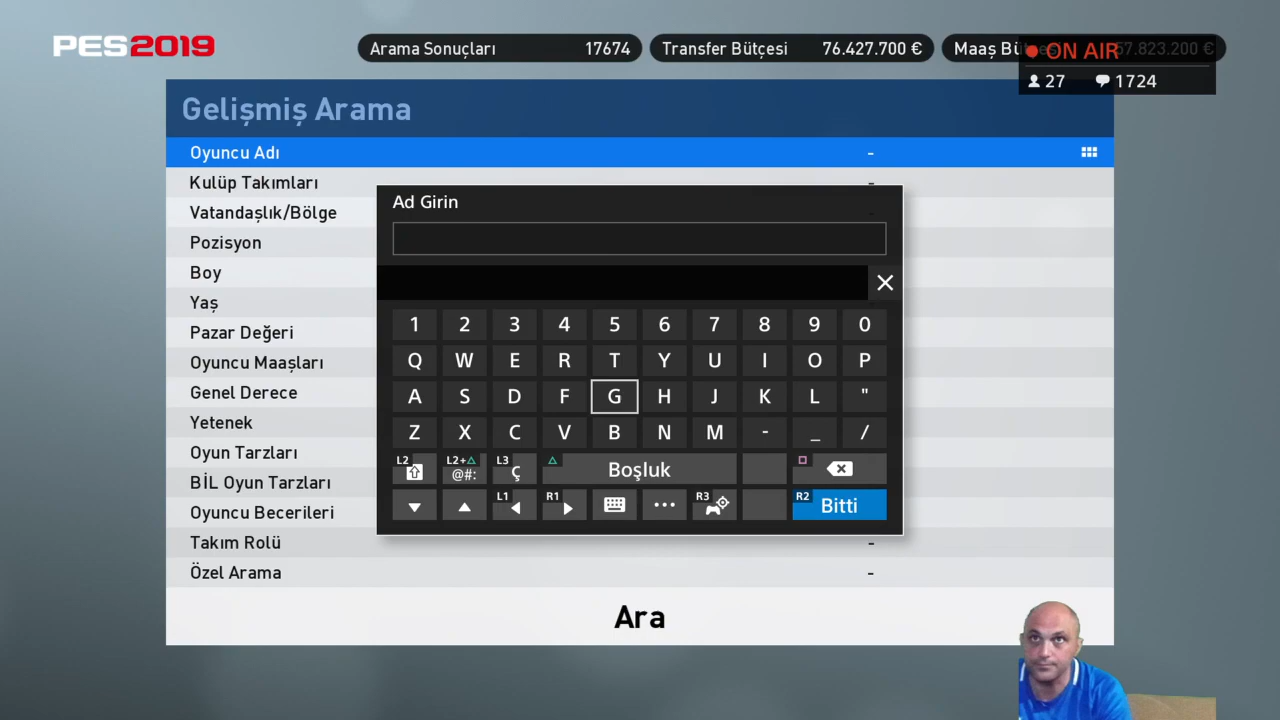 PES2019
Arama Sonuçları 17674
Transfer Bütçesi 76.427.700 €
Maaş Bü 57.823.200 €
ON AIR
27 1724
Gelişmiş Arama
Oyuncu Adı -
Kulüp Takımları -
Vatandaşlık/Bölge -
Pozisyon
Boy
Yaş
Pazar Değeri
Oyuncu Maaşları
Genel Derece
Yetenek
Oyun Tarzları
BİL Oyun Tarzları
Oyuncu Becerileri
Takım Rolü -
Özel Arama -
Ara
Ad Girin
1 2 3 4 5 6 7 8 9 0
Q W E R T Y U I O P
A S D F G H J K L "
Z X C V B N M - _ /
L2 L2+△ @#: L3 ç △ Boşluk □
L1 R1 ... R3 R2 Bitti